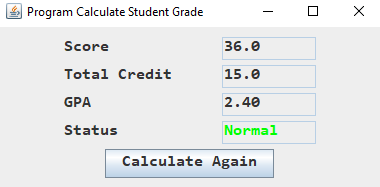 Program Calculate Student Grade
Score 36.0
Total Credit 15.0
GPA 2.40
Status Normal
Calculate Again